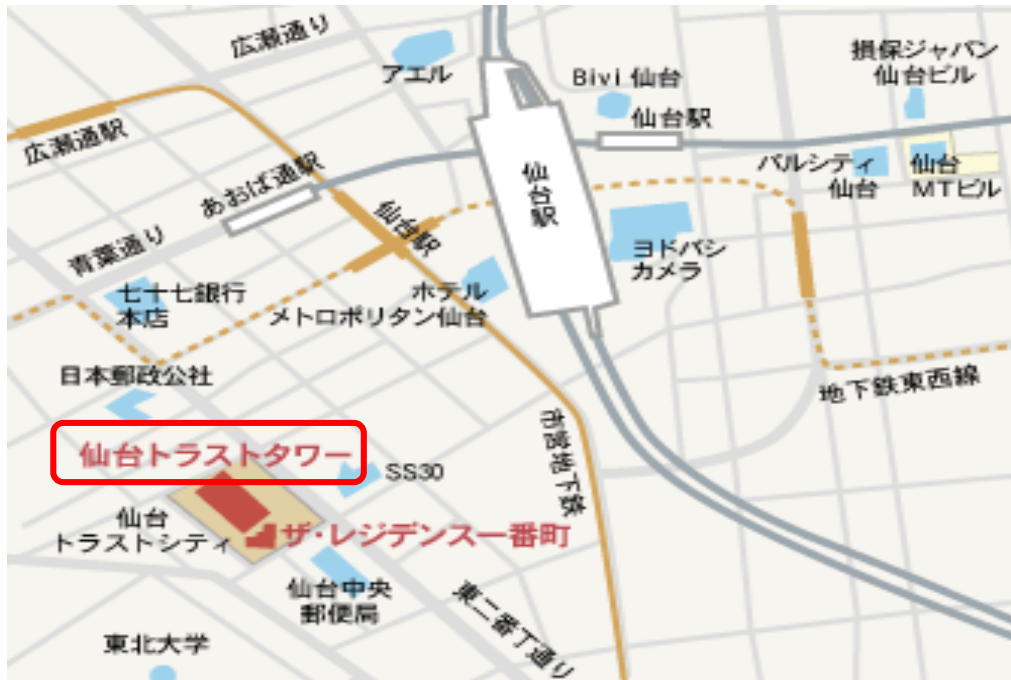 広瀬通り
アエル
Bivi 仙台
損保ジャパン
仙台ビル
広瀬通駅
仙台駅
あおば通駅
仙台駅
パルシティ
仙台
仙台
MTビル
仙台駅
青葉通り
ヨドバシ
カメラ
七十七銀行
本店
ホテル
メトロポリタン仙台
日本郵政公社
地下鉄東西線
市営地下鉄
仙台トラストタワー
SS30
仙台
トラストシティ
ザ・レジデンス一番町
仙台中央
郵便局
東二番丁通り
東北大学